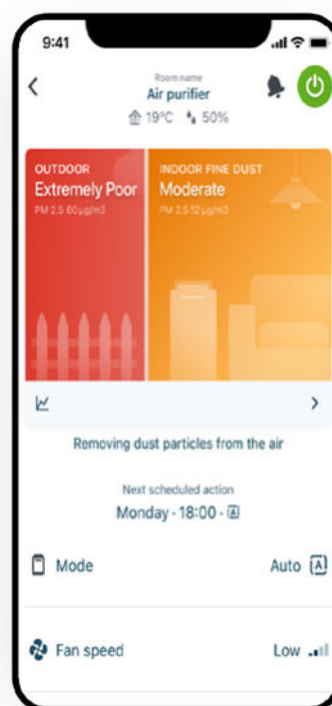 9:41
Room name
Air purifier
19°C 50%
OUTDOOR
Extremely Poor
PM 2.5 60 µg/m3
INDOOR FINE DUST
Moderate
PM 2.5 12 µg/m3
Removing dust particles from the air
Next scheduled action
Monday - 18:00 - A
Mode Auto A
Fan speed Low